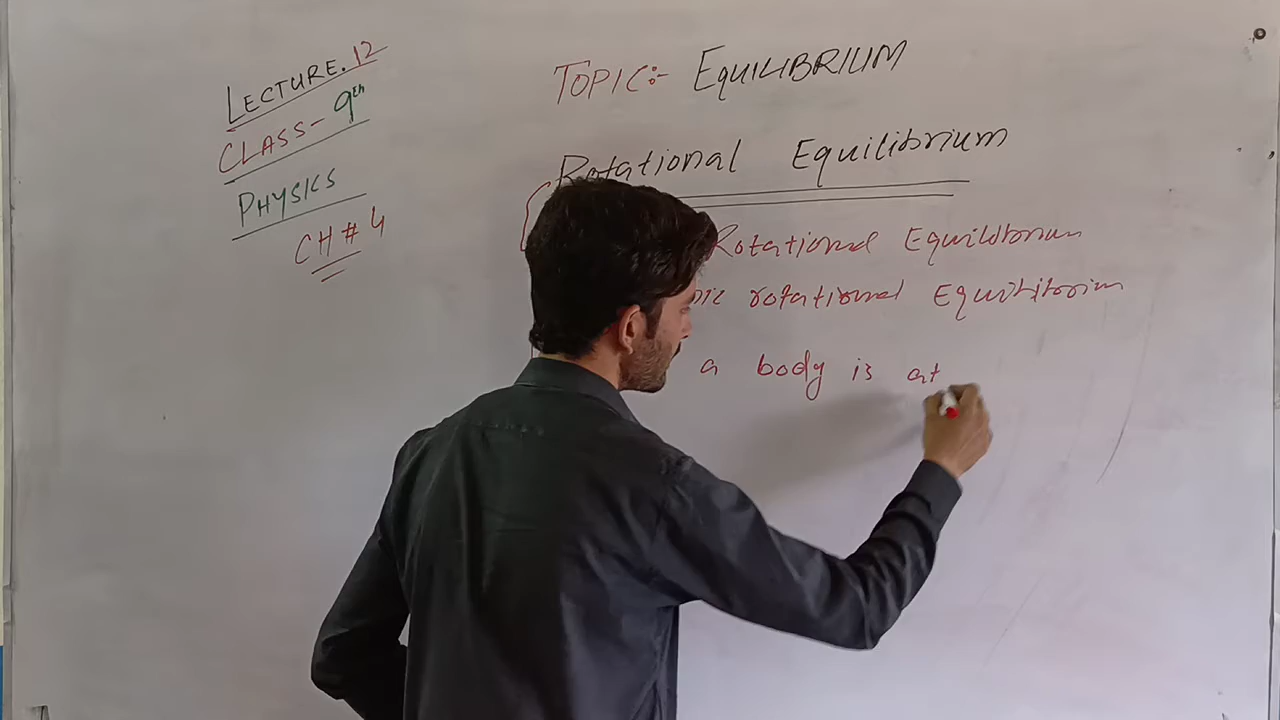 LECTURE. 12
CLASS- 9th
PHYSICS
CH # 4
TOPIC:- EQUILIBRIUM
Rotational Equilibrium
Rotational Equilibrium
rotational Equilibrium
a body is at